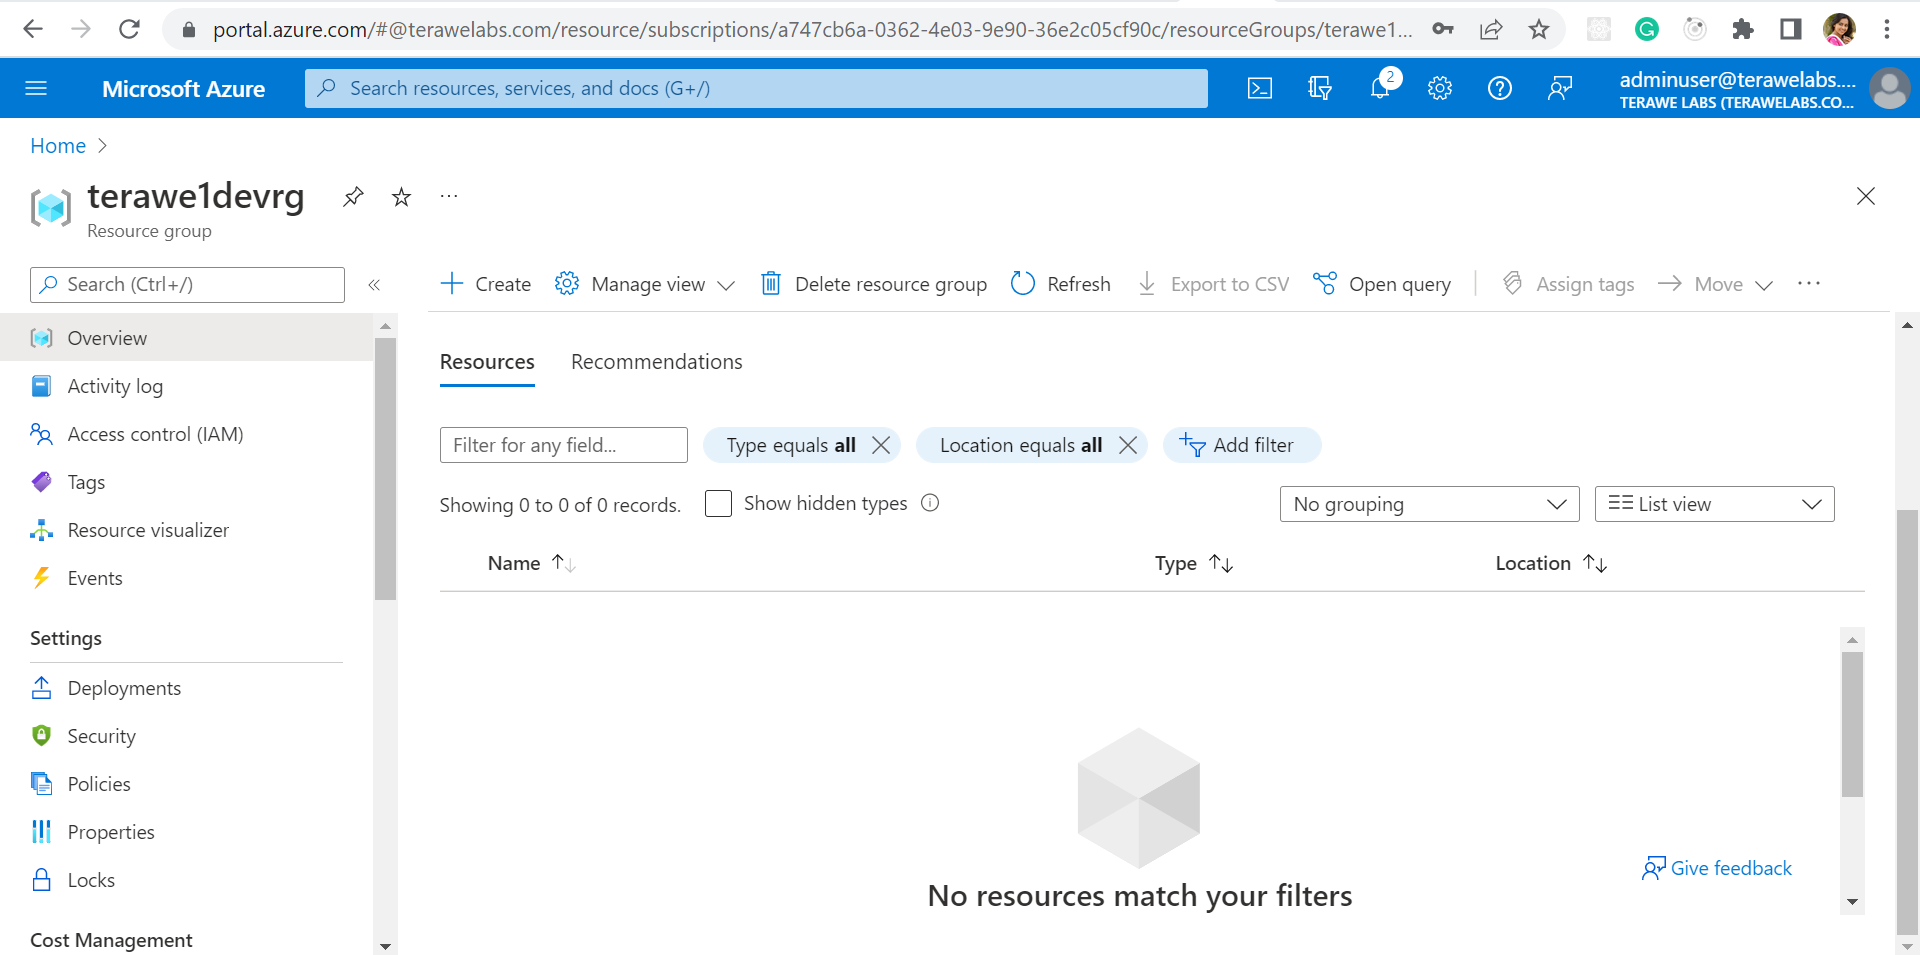 portal.azure.com/#@terawelabs.com/resource/subscriptions/a747cb6a-0362-4e03-9e90-36e2c05cf90c/resourceGroups/terawe1...
Microsoft Azure
Search resources, services, and docs (G+/)
2
adminuser@terawelabs....
TERAWE LABS (TERAWELABS.CO...
Home
terawe1devrg
Resource group
Search (Ctrl+/)
Overview
Activity log
Access control (IAM)
Tags
Resource visualizer
Events
Settings
Deployments
Security
Policies
Properties
Locks
Cost Management
Create
Manage view
Delete resource group
Refresh
Export to CSV
Open query
Assign tags
Move
Resources Recommendations
Filter for any field...
Type equals all
Location equals all
Add filter
Showing 0 to 0 of 0 records.
Show hidden types
No grouping
List view
Name Type Location
No resources match your filters
Give feedback